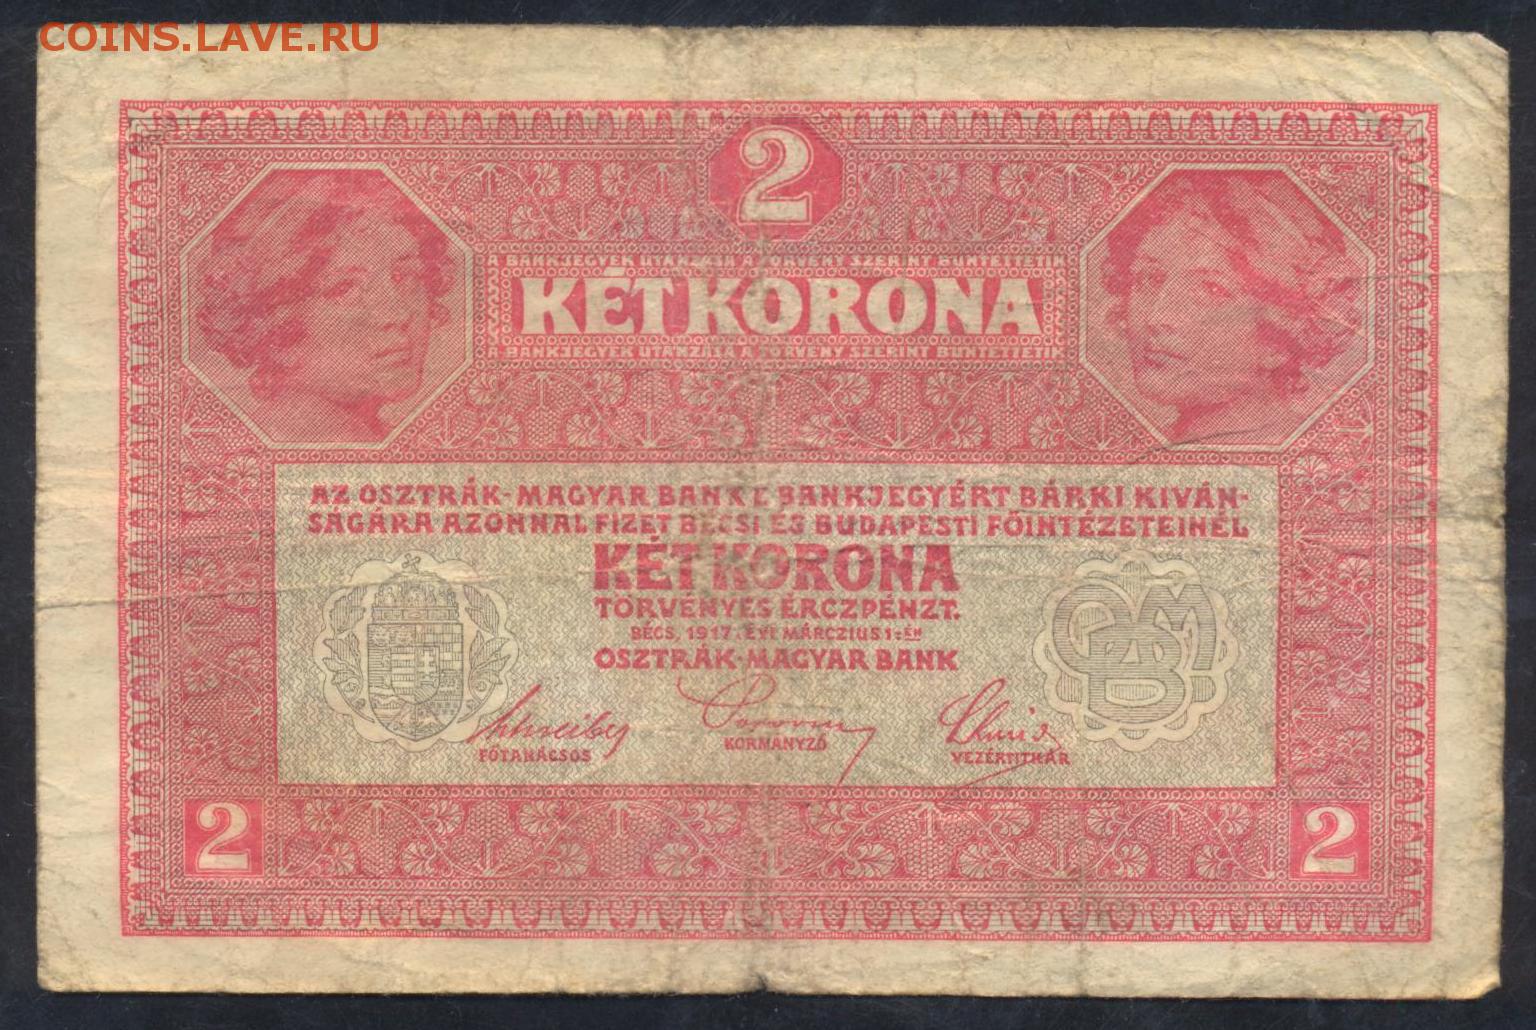 COINS.LAVE.RU
2
A BANKJEGYEK UTÁNZÁSA A TÖRVÉNY SZERINT BÜNTETTETIK
KÉT KORONA
A BANKJEGYEK UTÁNZÁSA A TÖRVÉNY SZERINT BÜNTETTETIK
AZ OSZTRÁK-MAGYAR BANK E BANKJEGYÉRT BÁRKI KIVÁN-
SÁGÁRA AZONNAL FIZET BÉCSI ÉS BUDAPESTI FŐINTÉZETEINÉL
KÉT KORONA
TÖRVÉNYES ÉRCZPÉNZT.
BÉCS, 1917. ÉVI MÁRCZIUS 1-ÉN
OSZTRÁK-MAGYAR BANK
FŐTANÁCSOS
KORMÁNYZÓ
VEZÉRTITKÁR
2
2